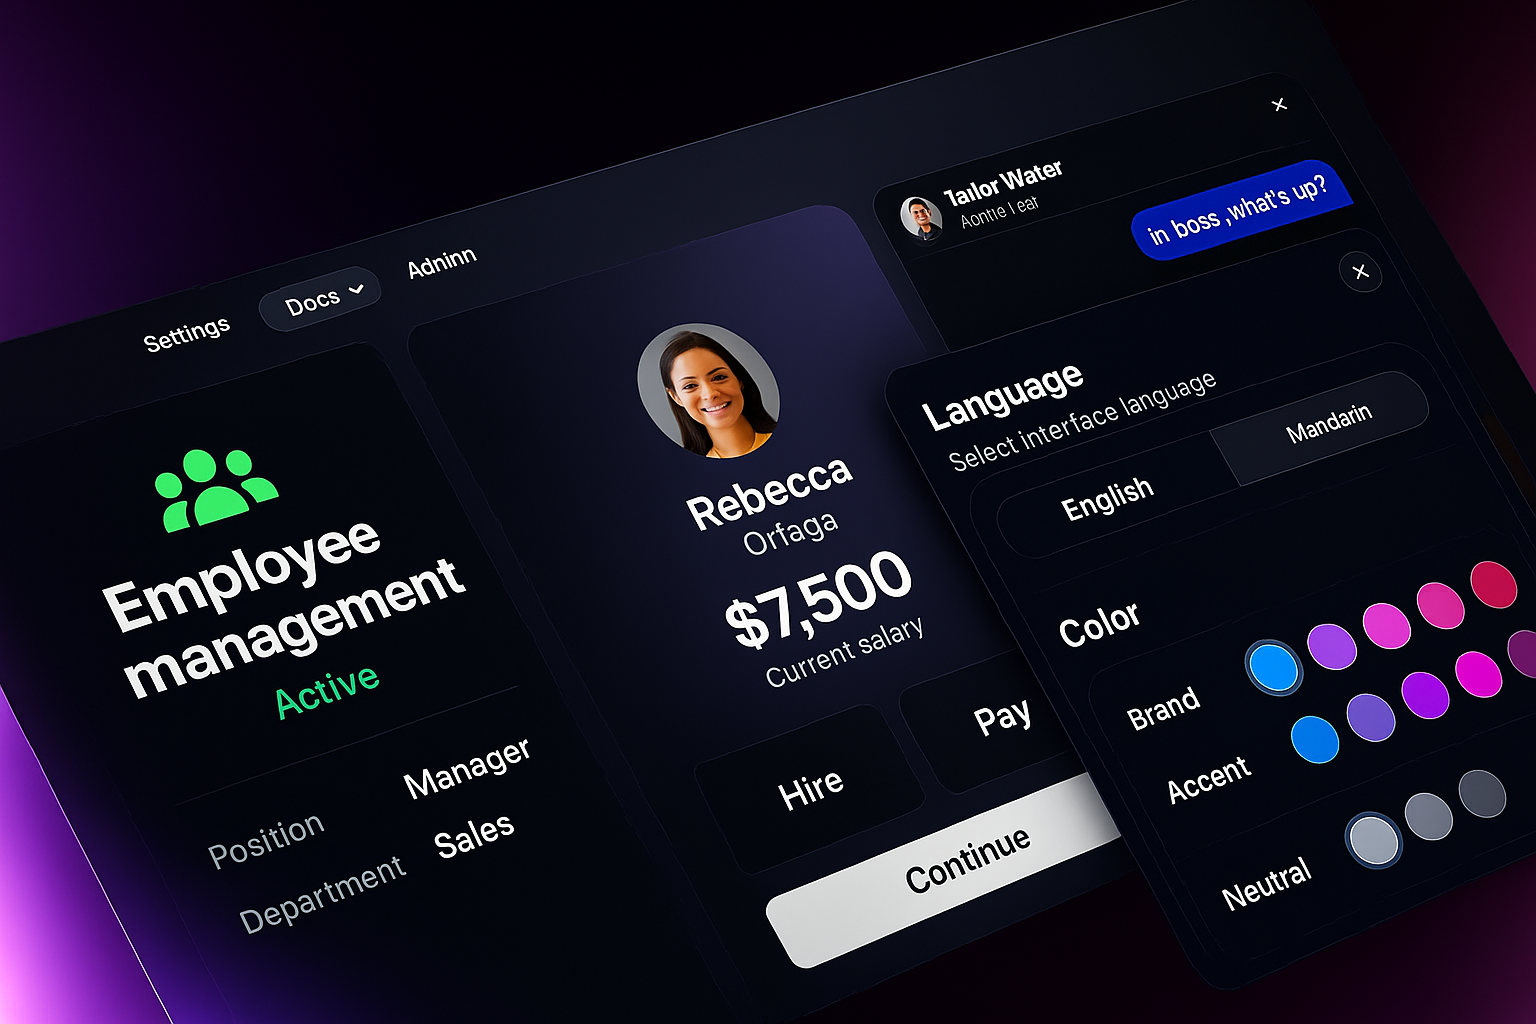 Settings
Docs
Adninn
Employee
management
Active
Position Manager
Department Sales
Rebecca
Orfaga
$7,500
Current salary
Hire
Pay
Continue
Tailor Water
Aontie Leat
in boss ,what's up?
Language
Select interface language
English
Mandarin
Color
Brand
Accent
Neutral